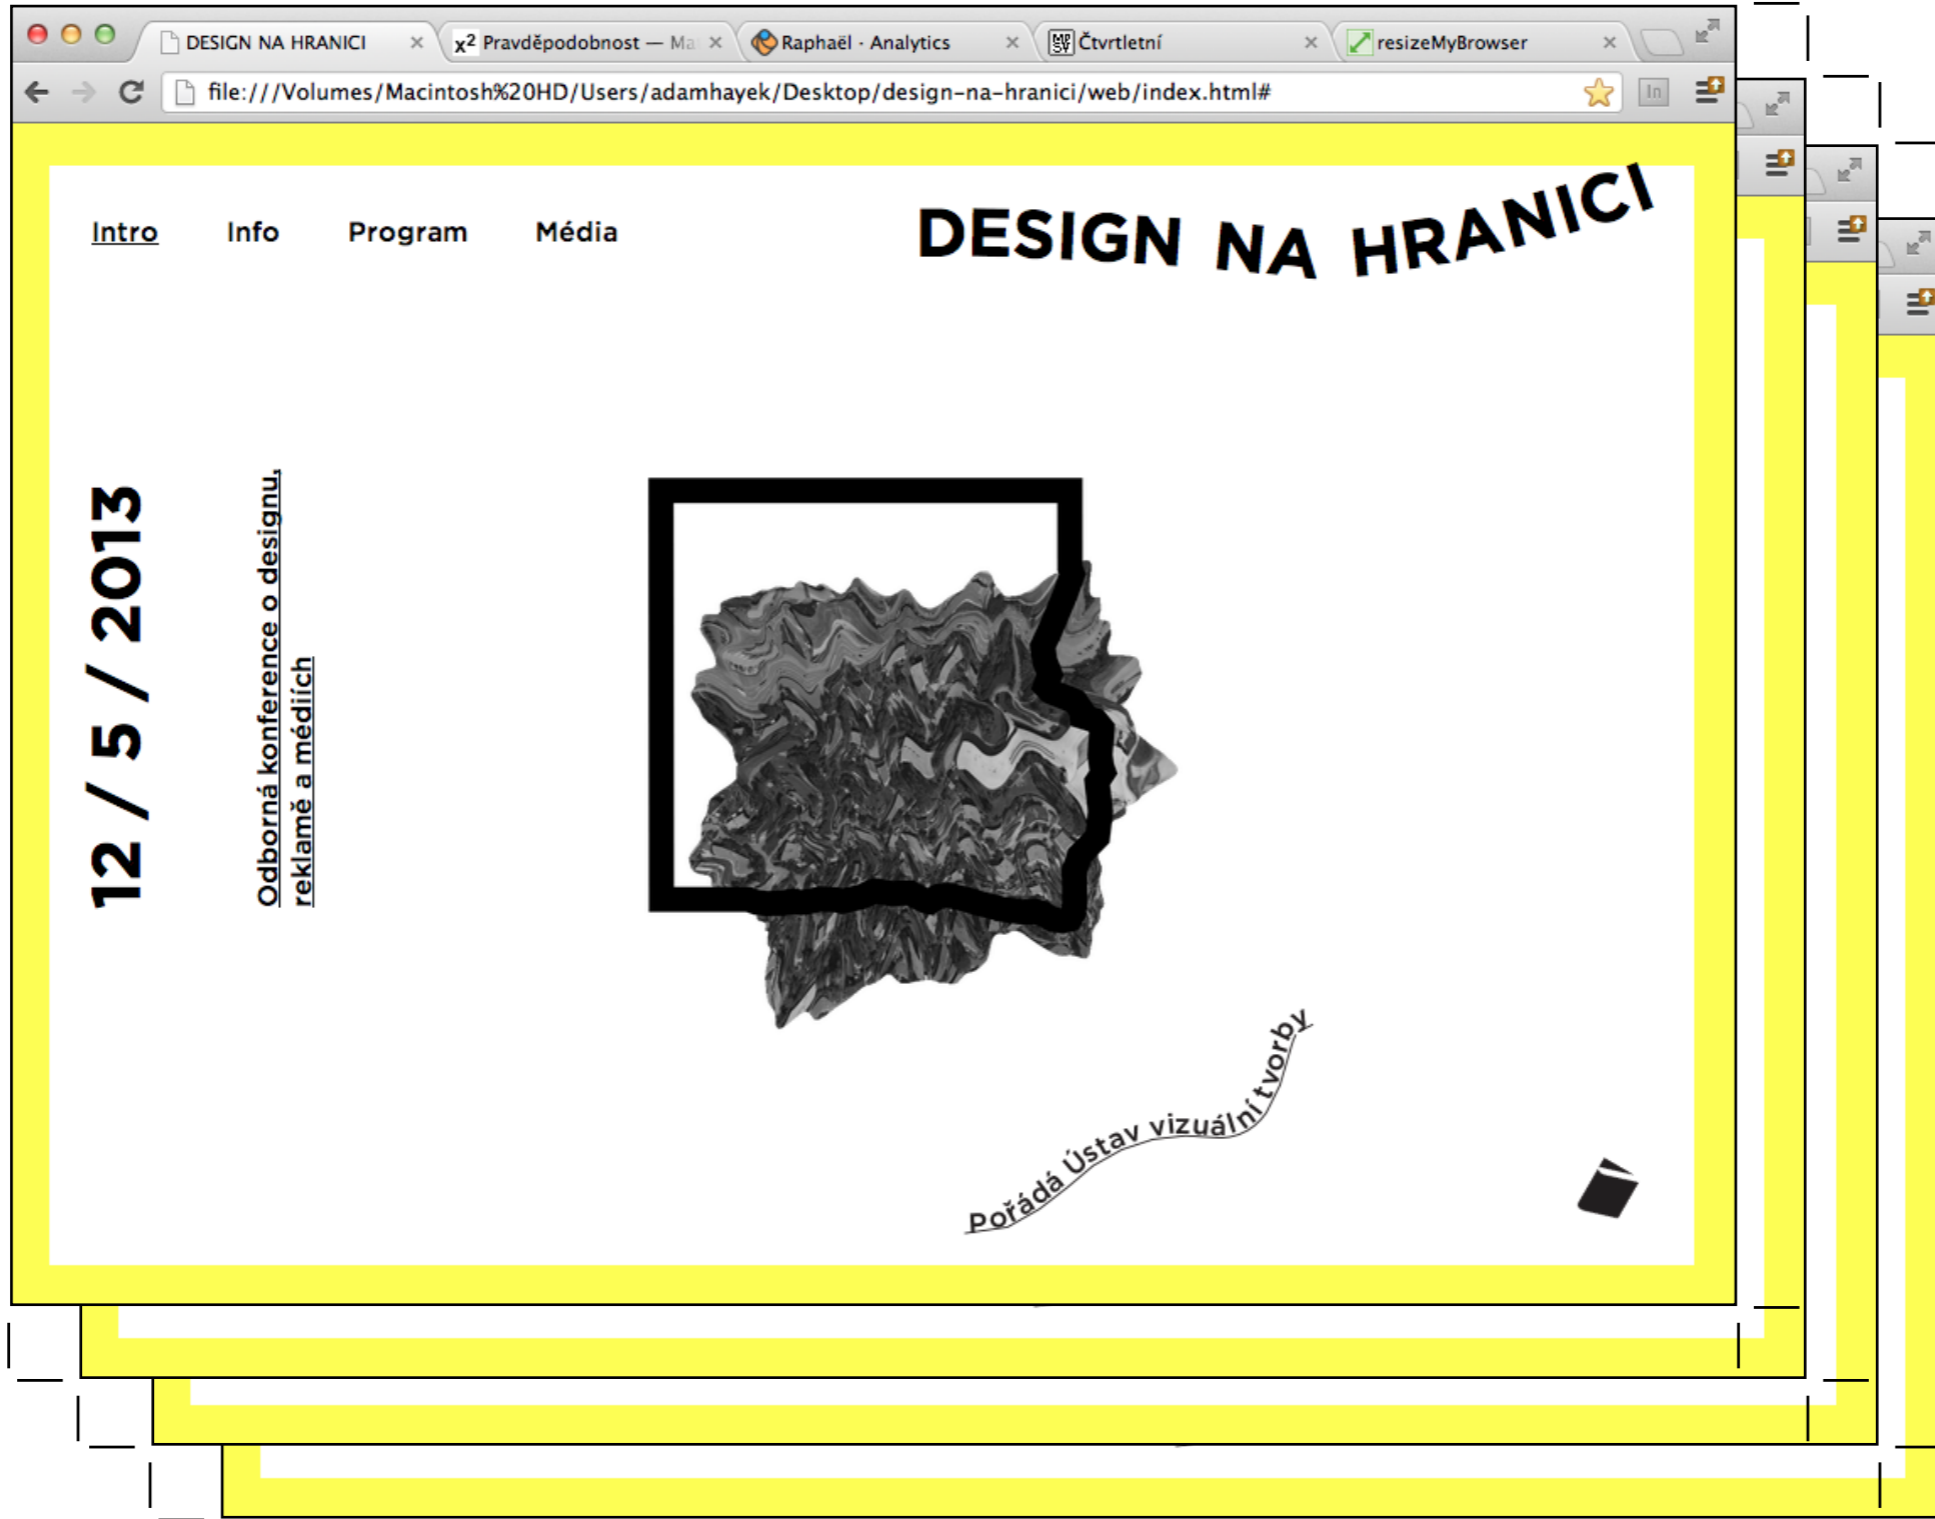 DESIGN NA HRANICI
x² Pravděpodobnost — Ma
Raphaël · Analytics
Čtvrtletní
resizeMyBrowser
file:///Volumes/Macintosh%20HD/Users/adamhayek/Desktop/design-na-hranici/web/index.html#
In
Intro
Info
Program
Média
DESIGN NA HRANICI
12 / 5 / 2013
Odborná konference o designu,
reklamě a médiích
Pořádá Ústav vizuální tvorby